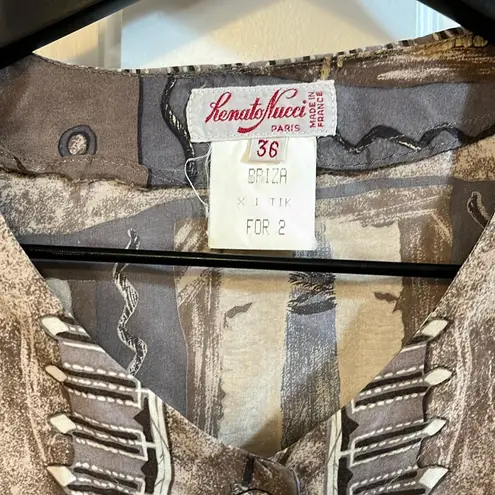 Renato Nucci
PARIS
MADE IN
FRANCE
36
BRIZA
X 1 TIK
FOR 2